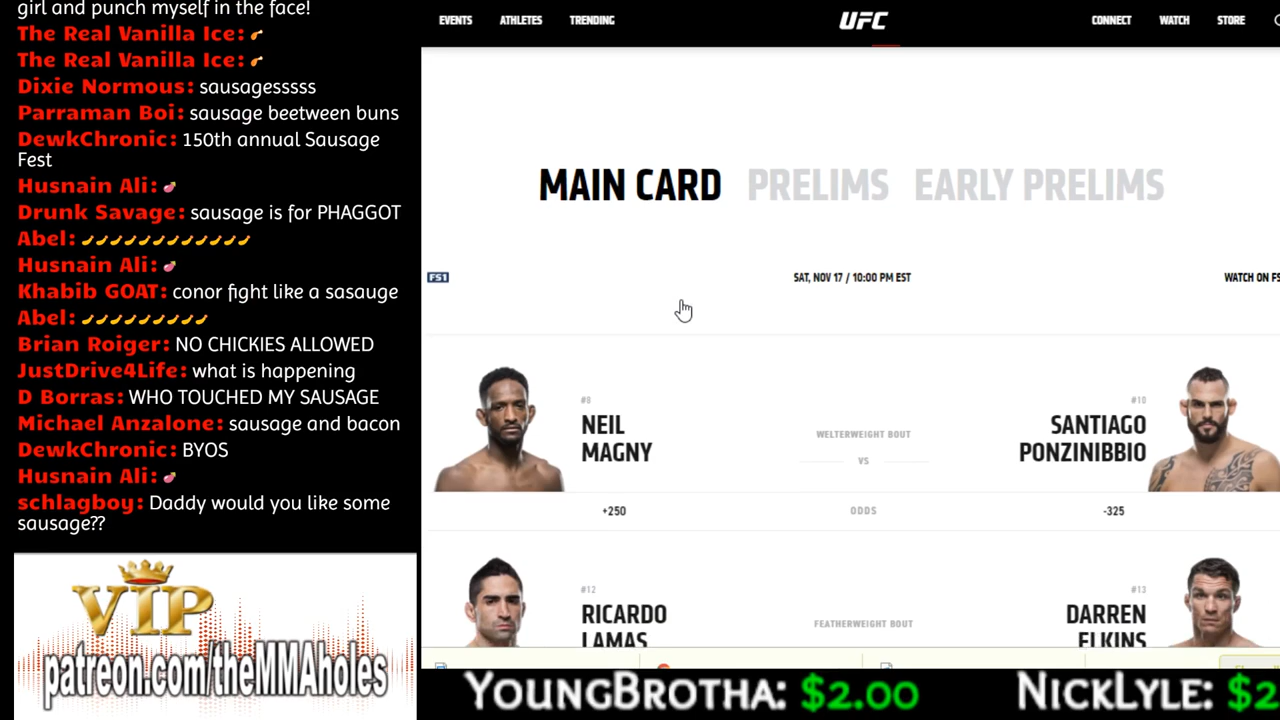 girl and punch myself in the face!
The Real Vanilla Ice:
The Real Vanilla Ice:
Dixie Normous: sausagesssss
Parraman Boi: sausage beetween buns
DewkChronic: 150th annual Sausage
Fest
Husnain Ali:
Drunk Savage: sausage is for PHAGGOT
Abel:
Husnain Ali:
Khabib GOAT: conor fight like a sasauge
Abel:
Brian Roiger: NO CHICKIES ALLOWED
JustDrive4Life: what is happening
D Borras: WHO TOUCHED MY SAUSAGE
Michael Anzalone: sausage and bacon
DewkChronic: BYOS
Husnain Ali:
schlagboy: Daddy would you like some
sausage??
VIP
patreon.com/theMMAholes
EVENTS ATHLETES TRENDING UFC CONNECT WATCH STORE
MAIN CARD PRELIMS EARLY PRELIMS
FS1 SAT, NOV 17 / 10:00 PM EST WATCH ON FS
#8 #10
NEIL SANTIAGO
MAGNY WELTERWEIGHT BOUT PONZINIBBIO
VS
+250 ODDS -325
#12 #13
RICARDO DARREN
LAMAS FEATHERWEIGHT BOUT ELKINS
YoungBrotha: $2.00 NickLyle: $2